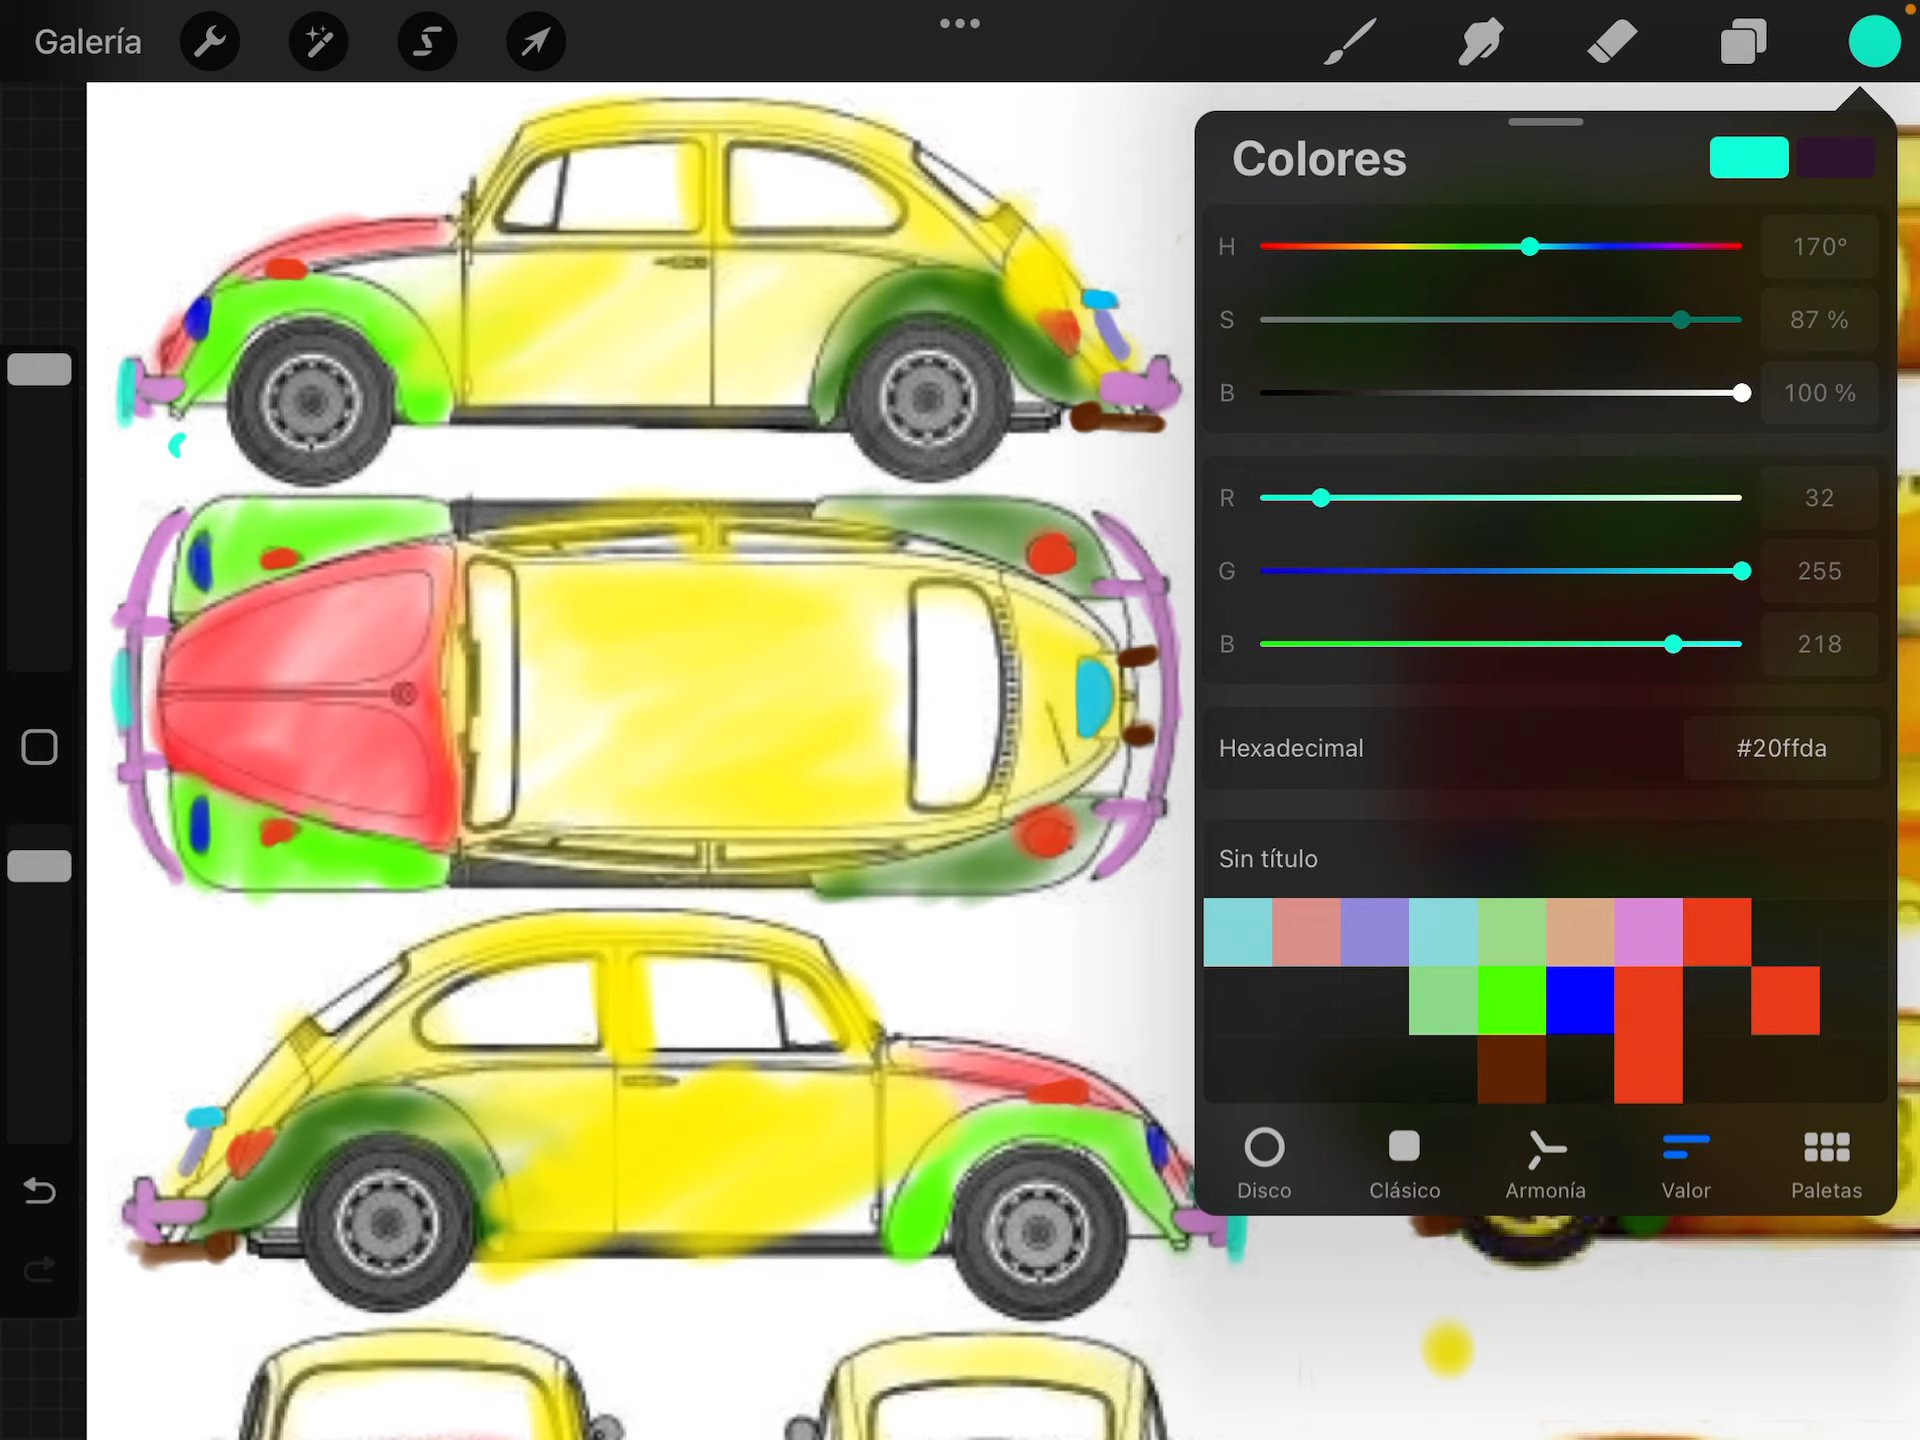 Galería
Colores
H 170°
S 87 %
B 100 %
R 32
G 255
B 218
Hexadecimal #20ffda
Sin título
Disco Clásico Armonía Valor Paletas